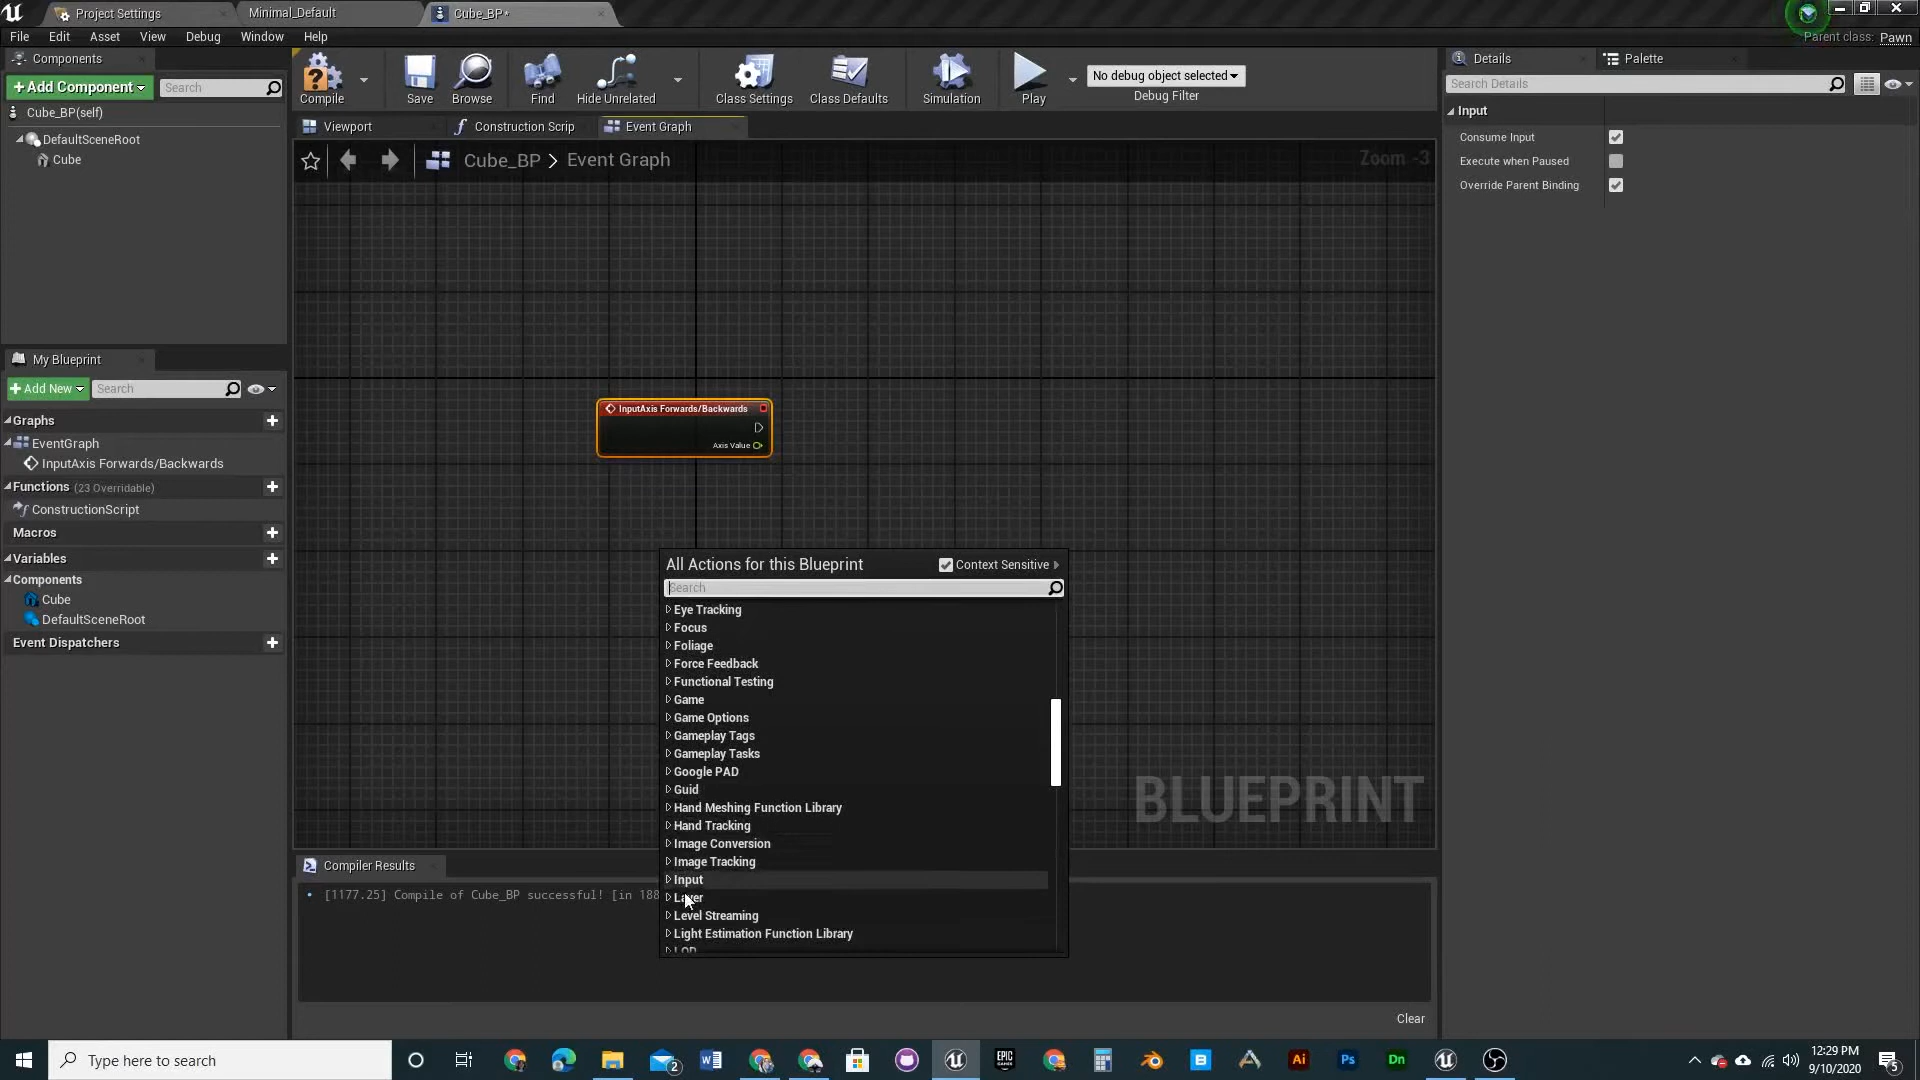 Project Settings
Minimal_Default
Cube_BP*
File Edit Asset View Debug Window Help
Parent class: Pawn
Components
+Add Component
Search
Cube_BP(self)
DefaultSceneRoot
Cube
Compile
Save
Browse
Find
Hide Unrelated
Class Settings
Class Defaults
Simulation
Play
No debug object selected
Debug Filter
Viewport
Construction Scrip
Event Graph
Cube_BP > Event Graph
Zoom -3
InputAxis Forwards/Backwards
Axis Value
BLUEPRINT
My Blueprint
+Add New
Search
Graphs
EventGraph
InputAxis Forwards/Backwards
Functions (23 Overridable)
ConstructionScript
Macros
Variables
Components
Cube
DefaultSceneRoot
Event Dispatchers
All Actions for this Blueprint
Context Sensitive
Search
Eye Tracking
Focus
Foliage
Force Feedback
Functional Testing
Game
Game Options
Gameplay Tags
Gameplay Tasks
Google PAD
Guid
Hand Meshing Function Library
Hand Tracking
Image Conversion
Image Tracking
Input
Layer
Level Streaming
Light Estimation Function Library
LOD
Compiler Results
[1177.25] Compile of Cube_BP successful! [in 188
Clear
Details
Palette
Search Details
Input
Consume Input
Execute when Paused
Override Parent Binding
Type here to search
2
W
EPIC GAMES
B
Ai
Ps
Dn
12:29 PM
9/10/2020
5